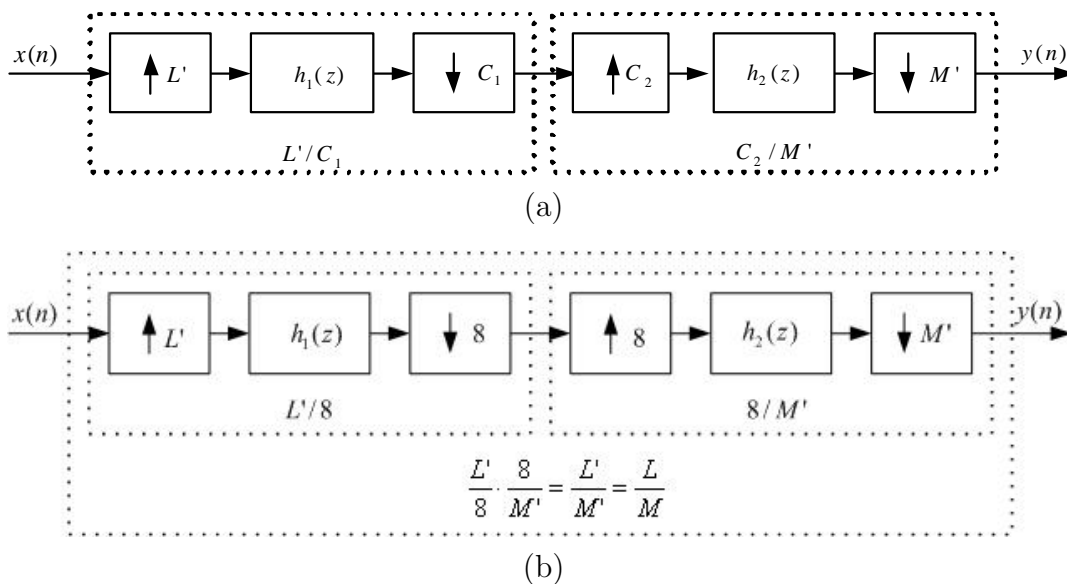 x(n) ↑ L' h₁(z) ↓ C₁ ↑ C₂ h₂(z) ↓ M' y(n)
L'/C₁ C₂/M'
(a)
x(n) ↑ L' h₁(z) ↓ 8 ↑ 8 h₂(z) ↓ M' y(n)
L'/8 8/M'
L'/8 · 8/M' = L'/M' = L/M
(b)